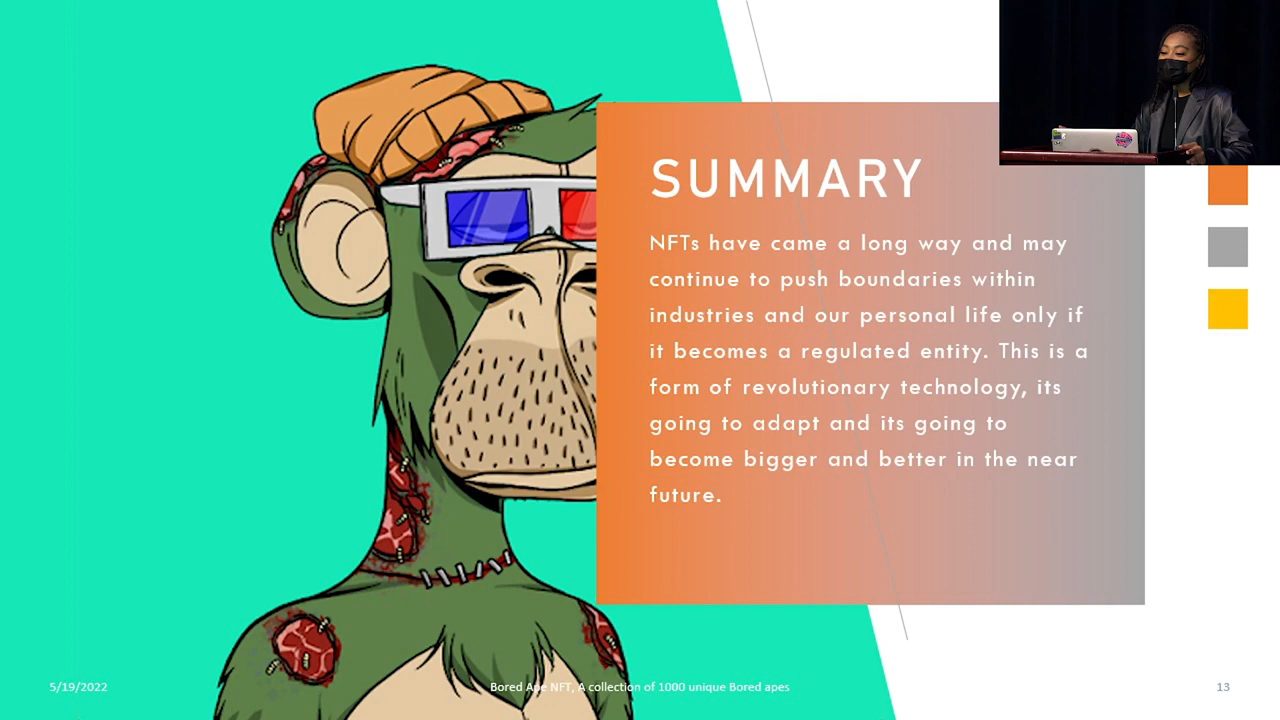 SUMMARY
NFTs have came a long way and may
continue to push boundaries within
industries and our personal life only if
it becomes a regulated entity. This is a
form of revolutionary technology, its
going to adapt and its going to
become bigger and better in the near
future.
5/19/2022
Bored Ape NFT, A collection of 1000 unique Bored apes
13